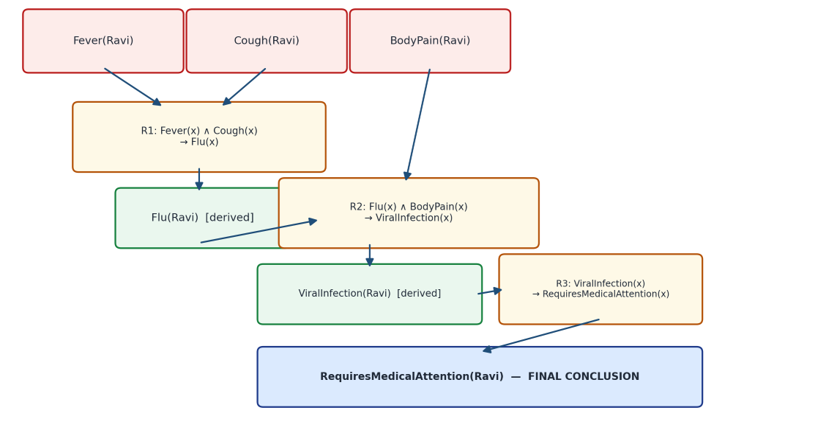 Fever(Ravi)
Cough(Ravi)
BodyPain(Ravi)
R1: Fever(x) ∧ Cough(x)
→ Flu(x)
Flu(Ravi)  [derived]
R2: Flu(x) ∧ BodyPain(x)
→ ViralInfection(x)
ViralInfection(Ravi)  [derived]
R3: ViralInfection(x)
→ RequiresMedicalAttention(x)
RequiresMedicalAttention(Ravi)  —  FINAL CONCLUSION